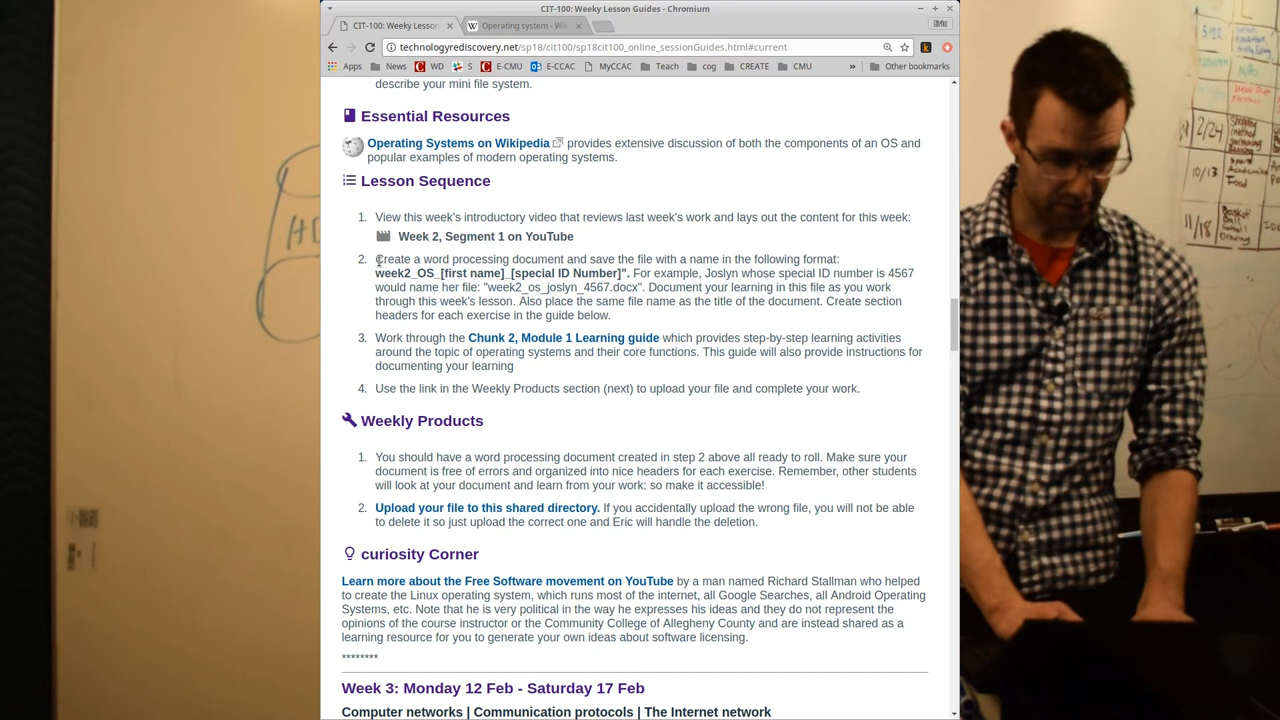 CIT-100: Weeky Lesson Guides - Chromium
CIT-100: Weeky Lesson
Operating system - Wik
Eric
technologyrediscovery.net/sp18/cit100/sp18cit100_online_sessionGuides.html#current
Apps News WD S E-CMU E-CCAC MyCCAC Teach cog CREATE CMU » Other bookmarks
describe your mini file system.
Essential Resources
Operating Systems on Wikipedia provides extensive discussion of both the components of an OS and
popular examples of modern operating systems.
Lesson Sequence
1. View this week's introductory video that reviews last week's work and lays out the content for this week:
Week 2, Segment 1 on YouTube
2. Create a word processing document and save the file with a name in the following format:
week2_OS_[first name]_[special ID Number]". For example, Joslyn whose special ID number is 4567
would name her file: "week2_os_joslyn_4567.docx". Document your learning in this file as you work
through this week's lesson. Also place the same file name as the title of the document. Create section
headers for each exercise in the guide below.
3. Work through the Chunk 2, Module 1 Learning guide which provides step-by-step learning activities
around the topic of operating systems and their core functions. This guide will also provide instructions for
documenting your learning
4. Use the link in the Weekly Products section (next) to upload your file and complete your work.
Weekly Products
1. You should have a word processing document created in step 2 above all ready to roll. Make sure your
document is free of errors and organized into nice headers for each exercise. Remember, other students
will look at your document and learn from your work: so make it accessible!
2. Upload your file to this shared directory. If you accidentally upload the wrong file, you will not be able
to delete it so just upload the correct one and Eric will handle the deletion.
curiosity Corner
Learn more about the Free Software movement on YouTube by a man named Richard Stallman who helped
to create the Linux operating system, which runs most of the internet, all Google Searches, all Android Operating
Systems, etc. Note that he is very political in the way he expresses his ideas and they do not represent the
opinions of the course instructor or the Community College of Allegheny County and are instead shared as a
learning resource for you to generate your own ideas about software licensing.
********
Week 3: Monday 12 Feb - Saturday 17 Feb
Computer networks | Communication protocols | The Internet network
HD
2/24
10/13
Food
11/18
Drawing